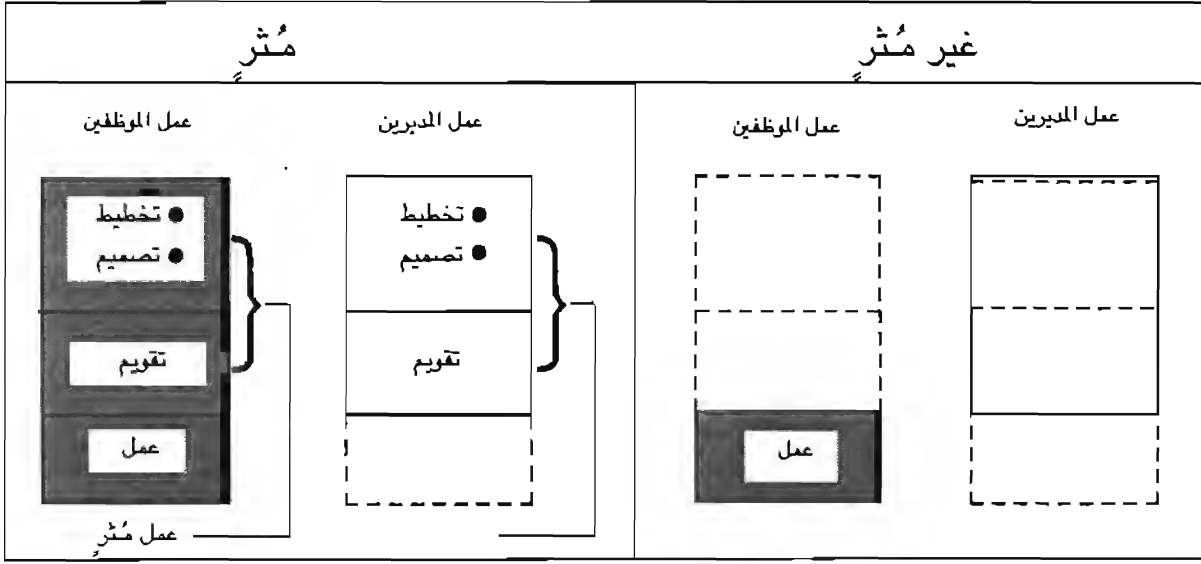 غير مُثرٍ
مُثرٍ
عمل المديرين
عمل الموظفين
عمل
عمل المديرين
● تخطيط
● تصميم
تقويم
عمل الموظفين
● تخطيط
● تصميم
تقويم
عمل
عمل مُثرٍ